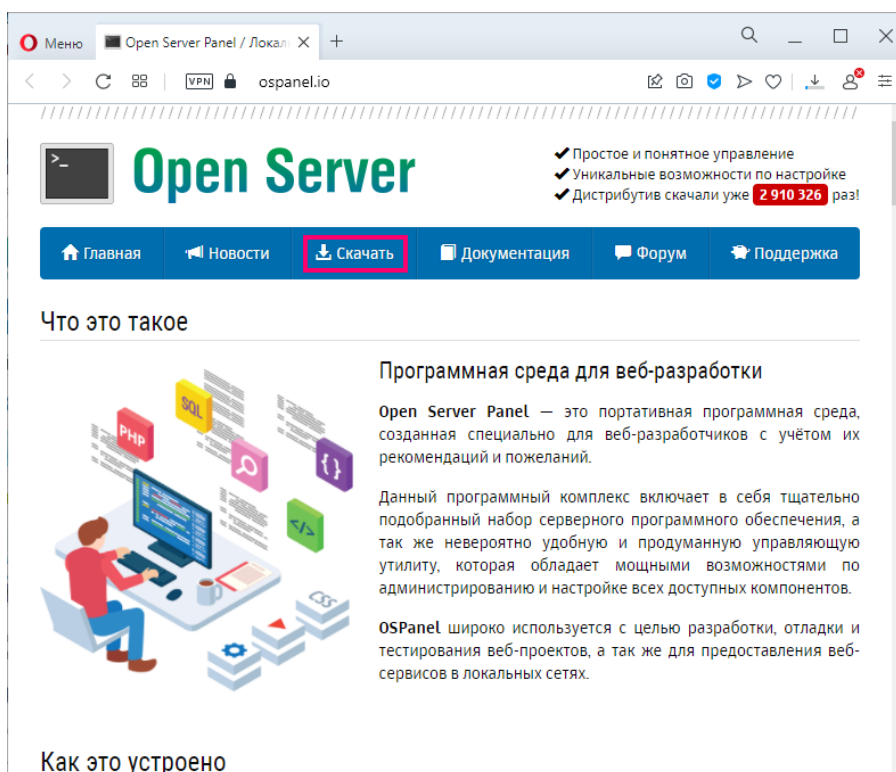 Меню
Open Server Panel / Локал
VPN
ospanel.io
>_
Open Server
Простое и понятное управление
Уникальные возможности по настройке
Дистрибутив скачали уже 2 910 326 раз!
Главная
Новости
Скачать
Документация
Форум
Поддержка
Что это такое
PHP
SQL
{ }
</>
CSS
Программная среда для веб-разработки
Open Server Panel — это портативная программная среда,
созданная специально для веб-разработчиков с учётом их
рекомендаций и пожеланий.
Данный программный комплекс включает в себя тщательно
подобранный набор серверного программного обеспечения, а
так же невероятно удобную и продуманную управляющую
утилиту, которая обладает мощными возможностями по
администрированию и настройке всех доступных компонентов.
OSPanel широко используется с целью разработки, отладки и
тестирования веб-проектов, а так же для предоставления веб-
сервисов в локальных сетях.
Как это устроено